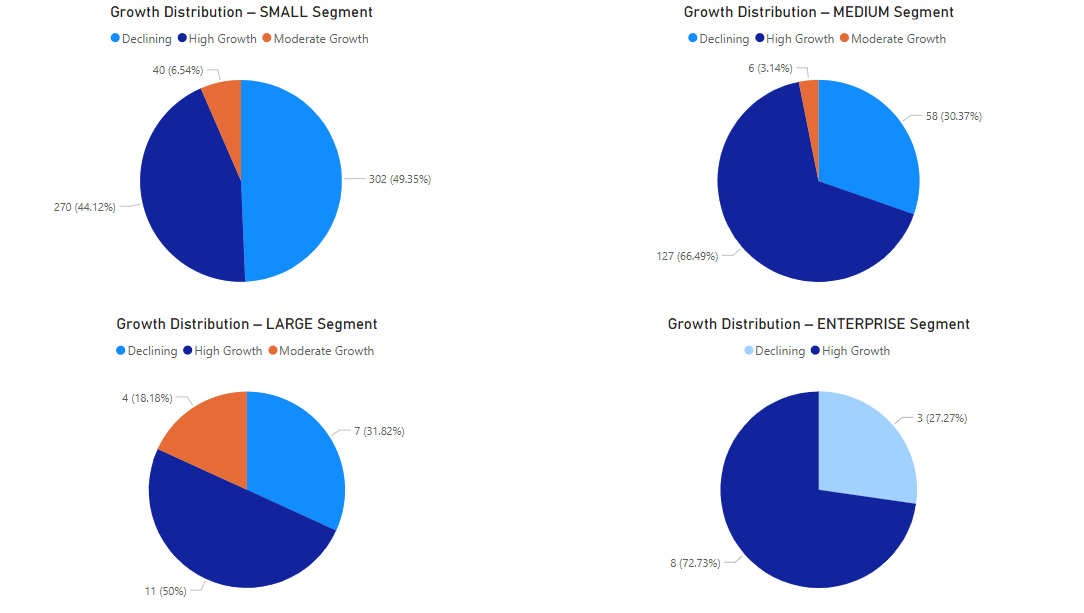 Growth Distribution – SMALL Segment
Declining High Growth Moderate Growth
40 (6.54%)
302 (49.35%)
270 (44.12%)
Growth Distribution – MEDIUM Segment
Declining High Growth Moderate Growth
6 (3.14%)
58 (30.37%)
127 (66.49%)
Growth Distribution – LARGE Segment
Declining High Growth Moderate Growth
4 (18.18%)
7 (31.82%)
11 (50%)
Growth Distribution – ENTERPRISE Segment
Declining High Growth
3 (27.27%)
8 (72.73%)